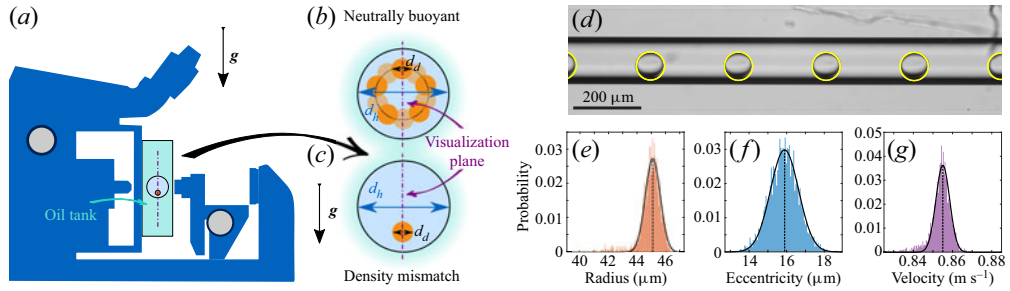 (a)
g
Oil tank
(b)
Neutrally buoyant
d_d
d_h
Visualization
plane
(c)
g
d_h
d_d
Density mismatch
(d)
200 μm
(e)
Probability
0.03
0.02
0.01
0
40 42 44 46
Radius (μm)
(f)
0.03
0.02
0.01
0
14 16 18
Eccentricity (μm)
(g)
0.05
0.04
0.03
0.02
0.01
0
0.84 0.86 0.88
Velocity (m s⁻¹)